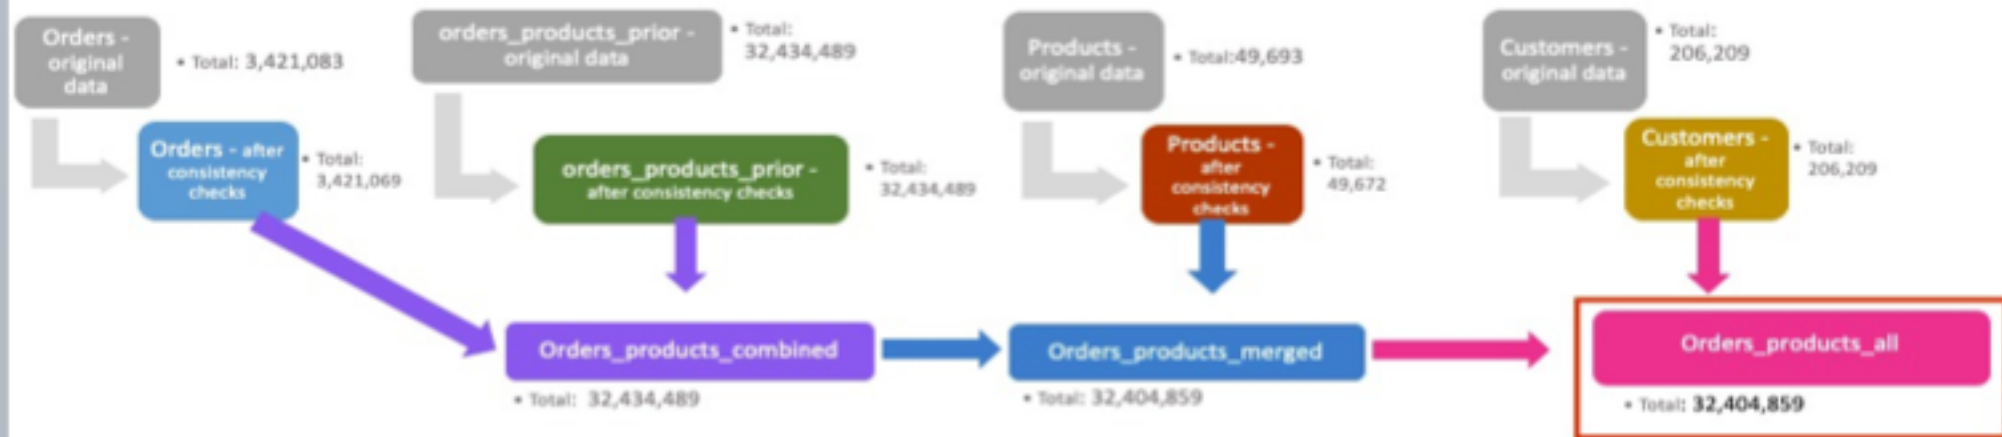 Orders -
original
data
• Total: 3,421,083
orders_products_prior -
original data
• Total:
32,434,489
Products -
original data
• Total:49,693
Customers -
original data
• Total:
206,209
Orders - after
consistency
checks
• Total:
3,421,069
orders_products_prior -
after consistency checks
• Total:
32,434,489
Products -
after
consistency
checks
• Total:
49,672
Customers -
after
consistency
checks
• Total:
206,209
Orders_products_combined
• Total: 32,434,489
Orders_products_merged
• Total: 32,404,859
Orders_products_all
• Total: 32,404,859